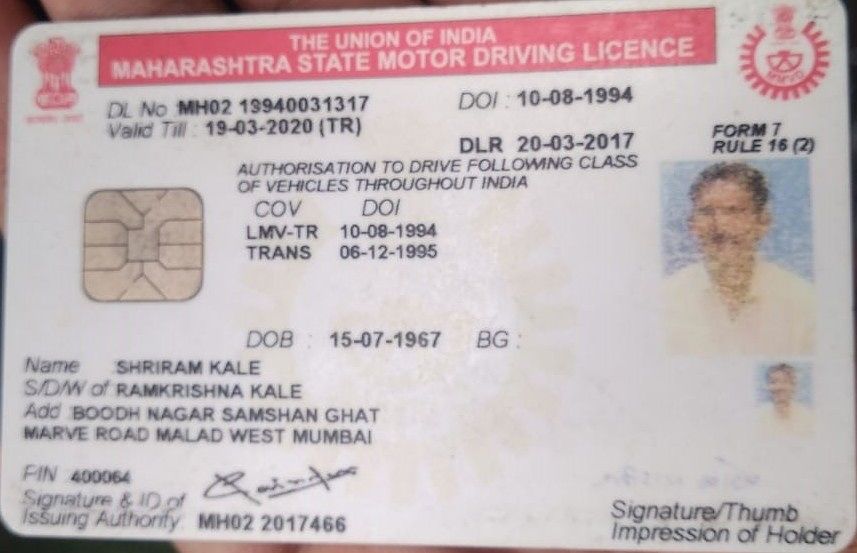 THE UNION OF INDIA
MAHARASHTRA STATE MOTOR DRIVING LICENCE
DL No MH02 19940031317 DOI : 10-08-1994
Valid Till : 19-03-2020 (TR)
DLR 20-03-2017 FORM 7
RULE 16 (2)
AUTHORISATION TO DRIVE FOLLOWING CLASS
OF VEHICLES THROUGHOUT INDIA
COV DOI
LMV-TR 10-08-1994
TRANS 06-12-1995
DOB : 15-07-1967 BG :
Name SHRIRAM KALE
S/D/W of RAMKRISHNA KALE
Add BOODH NAGAR SAMSHAN GHAT
MARVE ROAD MALAD WEST MUMBAI
PIN 400064
Signature & ID of
Issuing Authority: MH02 2017466
Signature/Thumb
Impression of Holder